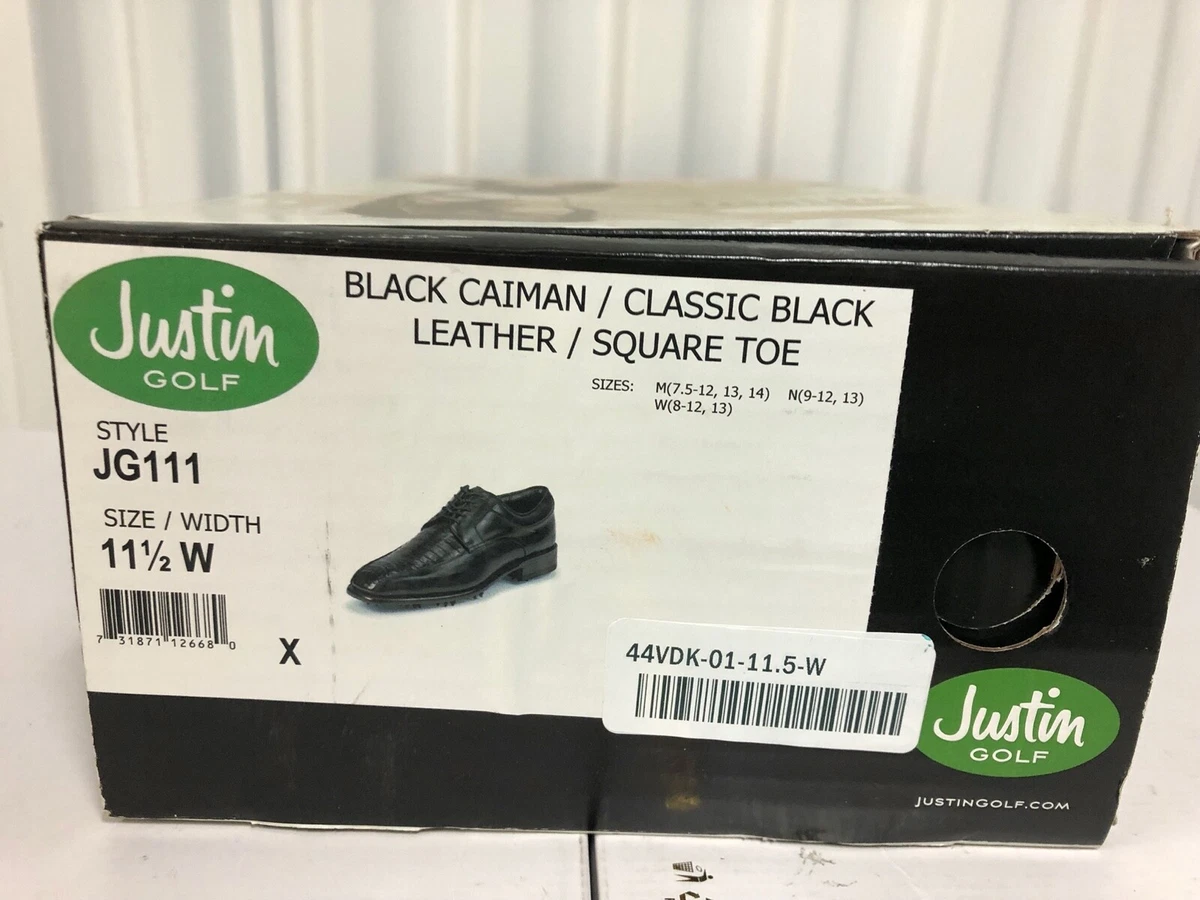 Justin
GOLF
BLACK CAIMAN / CLASSIC BLACK
LEATHER / SQUARE TOE
SIZES: M(7.5-12, 13, 14) N(9-12, 13)
W(8-12, 13)
STYLE
JG111
SIZE / WIDTH
11½ W
7 31871 12668 0
X
44VDK-01-11.5-W
Justin
GOLF
JUSTINGOLF.COM